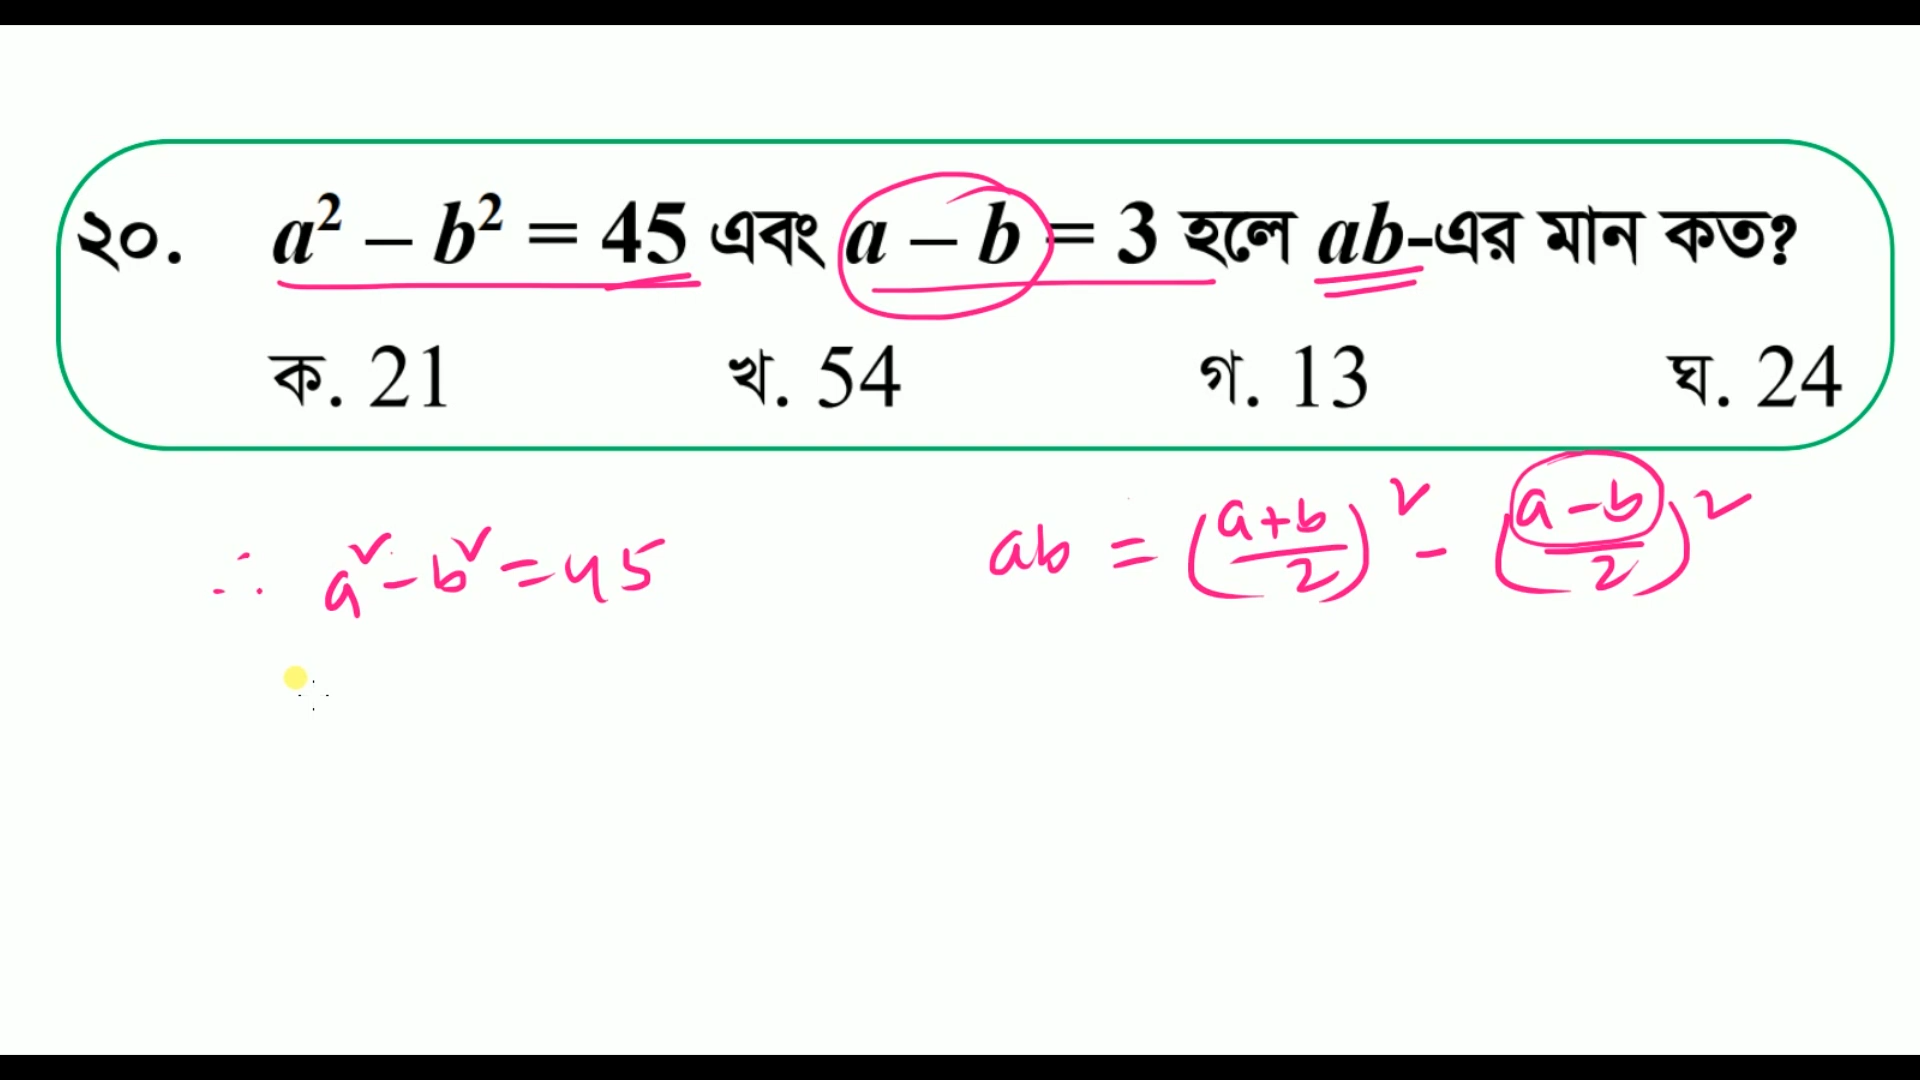 ২০. a² – b² = 45 এবং a – b = 3 হলে ab-এর মান কত?
ক. 21 খ. 54 গ. 13 ঘ. 24
∴ a² - b² = 45 ab = (a+b/2)² - (a-b/2)²